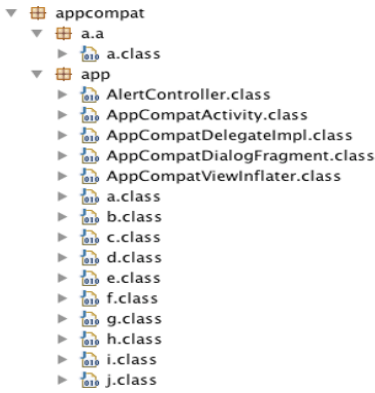 appcompat
a.a
a.class
app
AlertController.class
AppCompatActivity.class
AppCompatDelegateImpl.class
AppCompatDialogFragment.class
AppCompatViewInflater.class
a.class
b.class
c.class
d.class
e.class
f.class
g.class
h.class
i.class
j.class